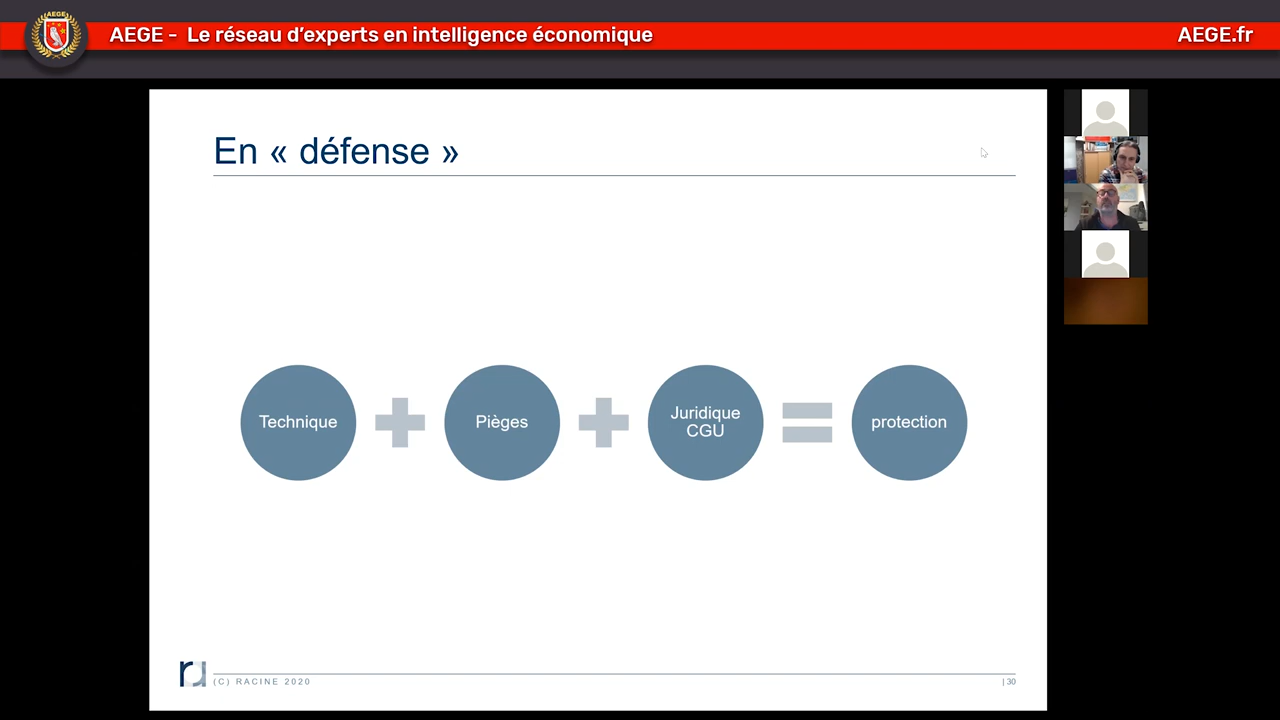 AEGE
AEGE - Le réseau d’experts en intelligence économique
AEGE.fr
En « défense »
Technique
Pièges
Juridique
CGU
protection
(C) RACINE 2020
| 30